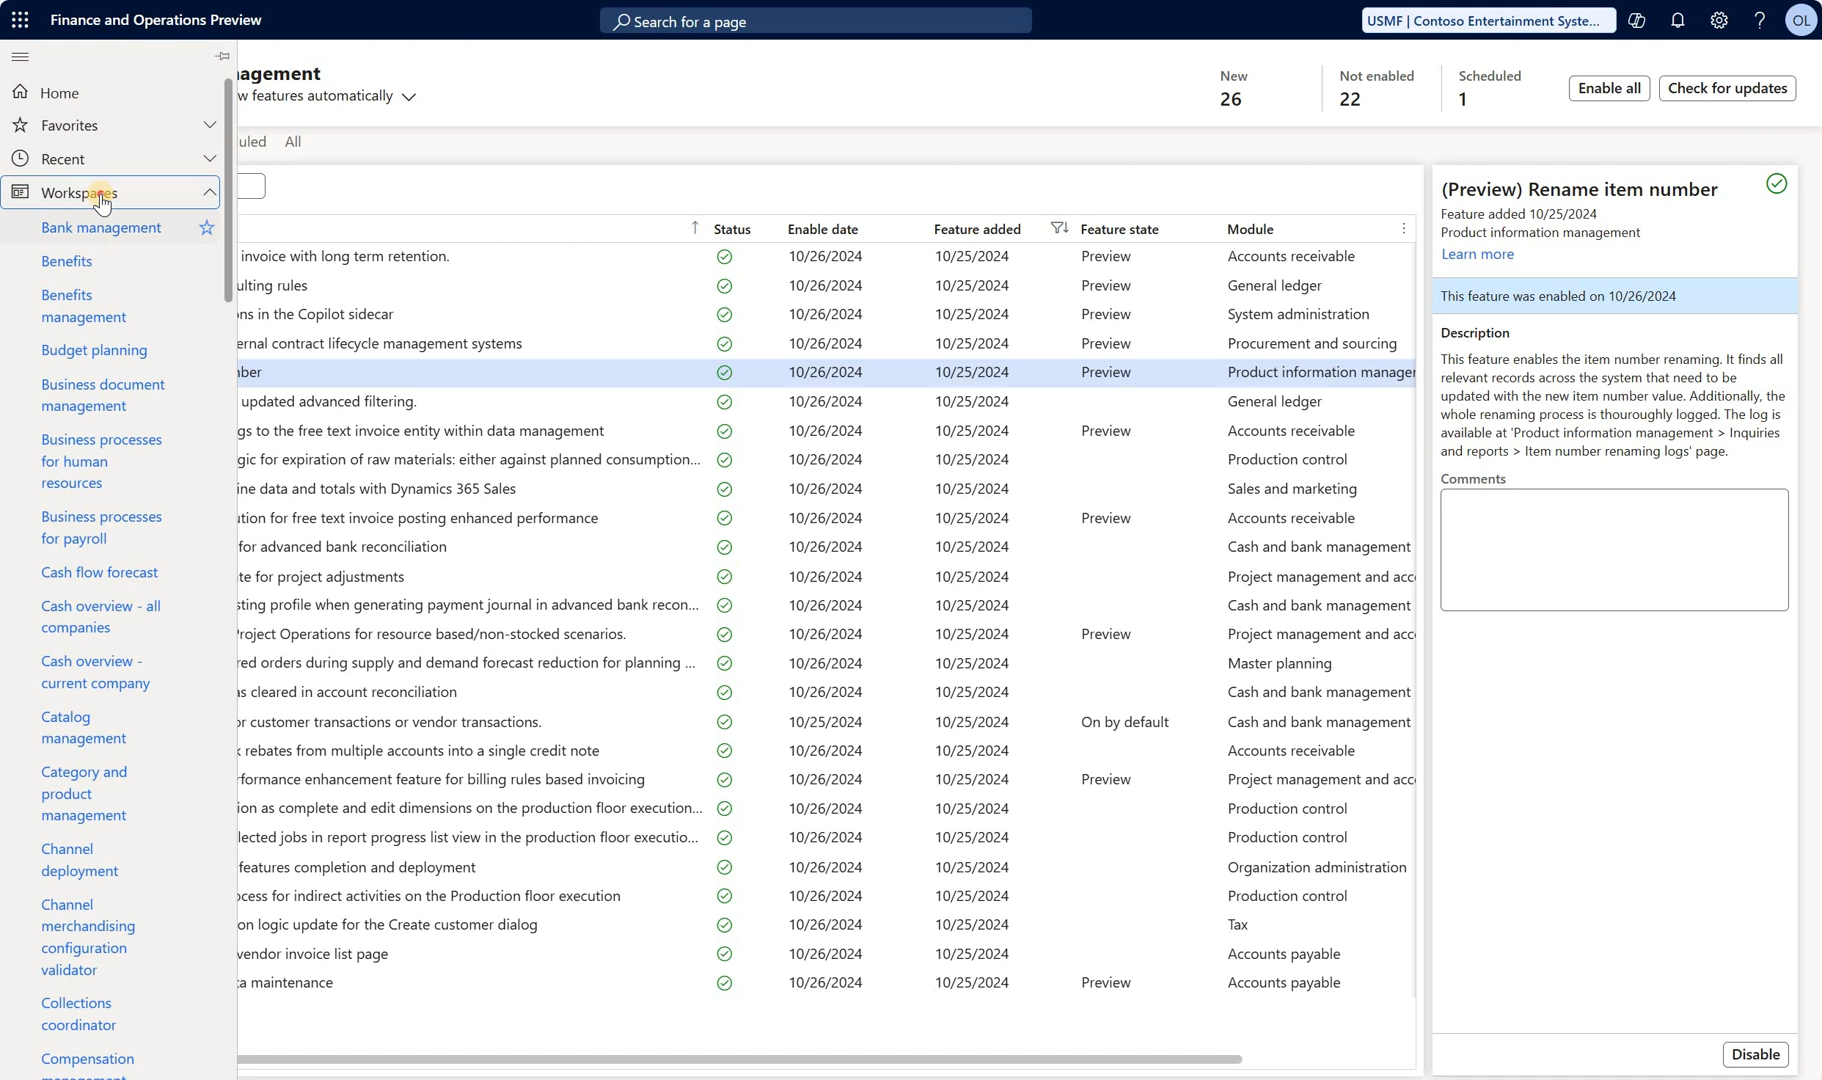 Finance and Operations Preview
Search for a page
USMF | Contoso Entertainment Syste...
?
OL
Home
Favorites
Recent
Workspaces
Bank management
Benefits
Benefits
management
Budget planning
Business document
management
Business processes
for human
resources
Business processes
for payroll
Cash flow forecast
Cash overview - all
companies
Cash overview -
current company
Catalog
management
Category and
product
management
Channel
deployment
Channel
merchandising
configuration
validator
Collections
coordinator
Compensation
agement
w features automatically
New
26
Not enabled
22
Scheduled
1
Enable all
Check for updates
uled All
Status Enable date Feature added Feature state Module
invoice with long term retention. 10/26/2024 10/25/2024 Preview Accounts receivable
ulting rules 10/26/2024 10/25/2024 Preview General ledger
ns in the Copilot sidecar 10/26/2024 10/25/2024 Preview System administration
ernal contract lifecycle management systems 10/26/2024 10/25/2024 Preview Procurement and sourcing
ber 10/26/2024 10/25/2024 Preview Product information manager
updated advanced filtering. 10/26/2024 10/25/2024 General ledger
gs to the free text invoice entity within data management 10/26/2024 10/25/2024 Preview Accounts receivable
gic for expiration of raw materials: either against planned consumption... 10/26/2024 10/25/2024 Production control
ine data and totals with Dynamics 365 Sales 10/26/2024 10/25/2024 Sales and marketing
ution for free text invoice posting enhanced performance 10/26/2024 10/25/2024 Preview Accounts receivable
for advanced bank reconciliation 10/26/2024 10/25/2024 Cash and bank management
te for project adjustments 10/26/2024 10/25/2024 Project management and acc
sting profile when generating payment journal in advanced bank recon... 10/26/2024 10/25/2024 Cash and bank management
Project Operations for resource based/non-stocked scenarios. 10/26/2024 10/25/2024 Preview Project management and acc
red orders during supply and demand forecast reduction for planning ... 10/26/2024 10/25/2024 Master planning
as cleared in account reconciliation 10/26/2024 10/25/2024 Cash and bank management
or customer transactions or vendor transactions. 10/25/2024 10/25/2024 On by default Cash and bank management
k rebates from multiple accounts into a single credit note 10/26/2024 10/25/2024 Accounts receivable
rformance enhancement feature for billing rules based invoicing 10/26/2024 10/25/2024 Preview Project management and acc
ion as complete and edit dimensions on the production floor execution... 10/26/2024 10/25/2024 Production control
lected jobs in report progress list view in the production floor executio... 10/26/2024 10/25/2024 Production control
features completion and deployment 10/26/2024 10/25/2024 Organization administration
ocess for indirect activities on the Production floor execution 10/26/2024 10/25/2024 Production control
on logic update for the Create customer dialog 10/26/2024 10/25/2024 Tax
vendor invoice list page 10/26/2024 10/25/2024 Accounts payable
ta maintenance 10/26/2024 10/25/2024 Preview Accounts payable
(Preview) Rename item number
Feature added 10/25/2024
Product information management
Learn more
This feature was enabled on 10/26/2024
Description
This feature enables the item number renaming. It finds all
relevant records across the system that need to be
updated with the new item number value. Additionally, the
whole renaming process is thouroughly logged. The log is
available at 'Product information management > Inquiries
and reports > Item number renaming logs' page.
Comments
Disable